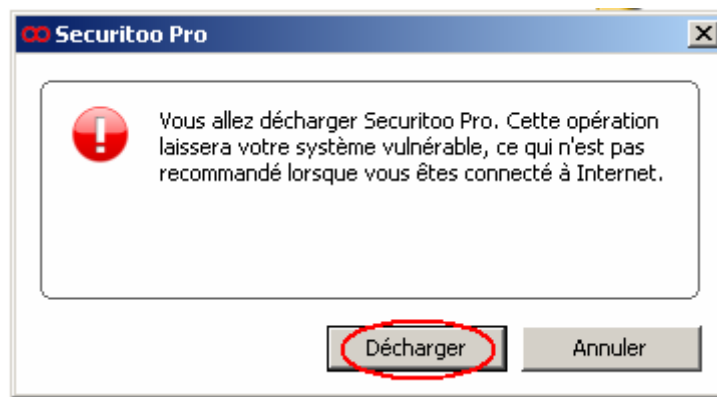 Securitoo Pro
Vous allez décharger Securitoo Pro. Cette opération
laissera votre système vulnérable, ce qui n'est pas
recommandé lorsque vous êtes connecté à Internet.
Décharger Annuler